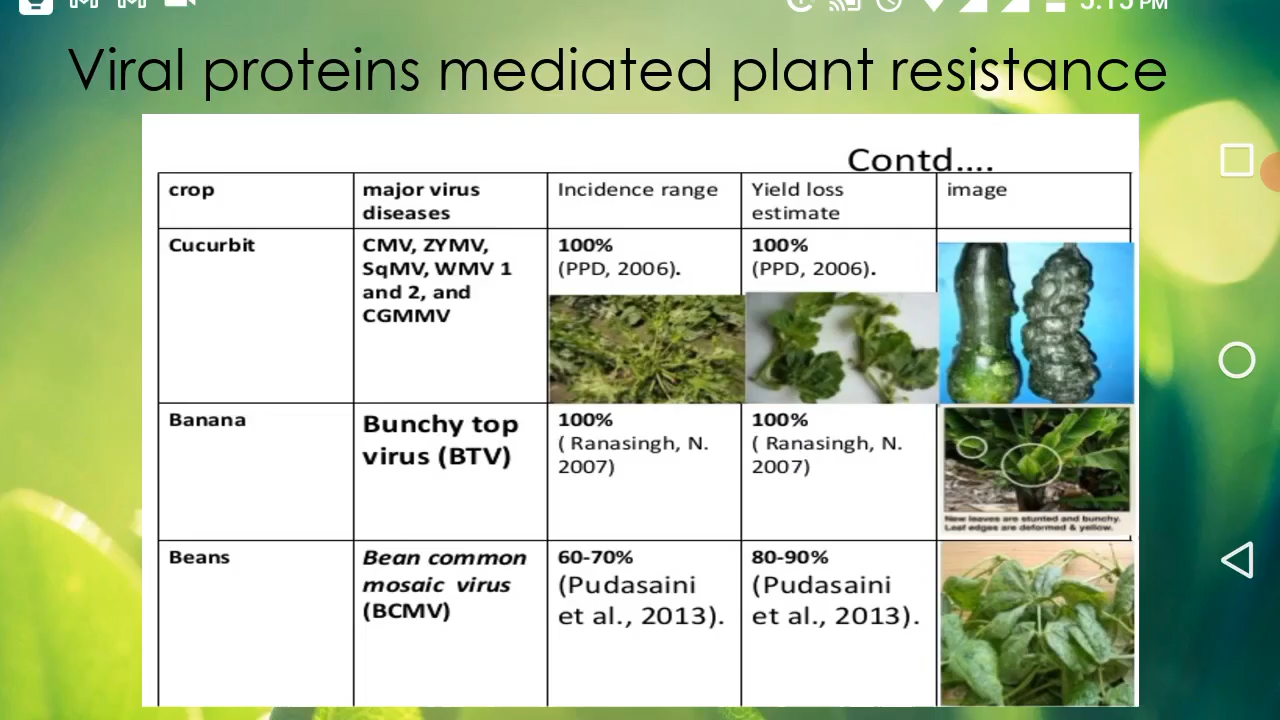 5:15 PM
Viral proteins mediated plant resistance
Contd....
crop
major virus
diseases
Incidence range
Yield loss
estimate
image
Cucurbit
CMV, ZYMV,
SqMV, WMV 1
and 2, and
CGMMV
100%
(PPD, 2006).
100%
(PPD, 2006).
Banana
Bunchy top
virus (BTV)
100%
( Ranasingh, N.
2007)
100%
( Ranasingh, N.
2007)
New leaves are stunted and bunchy.
Leaf edges are deformed & yellow.
Beans
Bean common
mosaic virus
(BCMV)
60-70%
(Pudasaini
et al., 2013).
80-90%
(Pudasaini
et al., 2013).